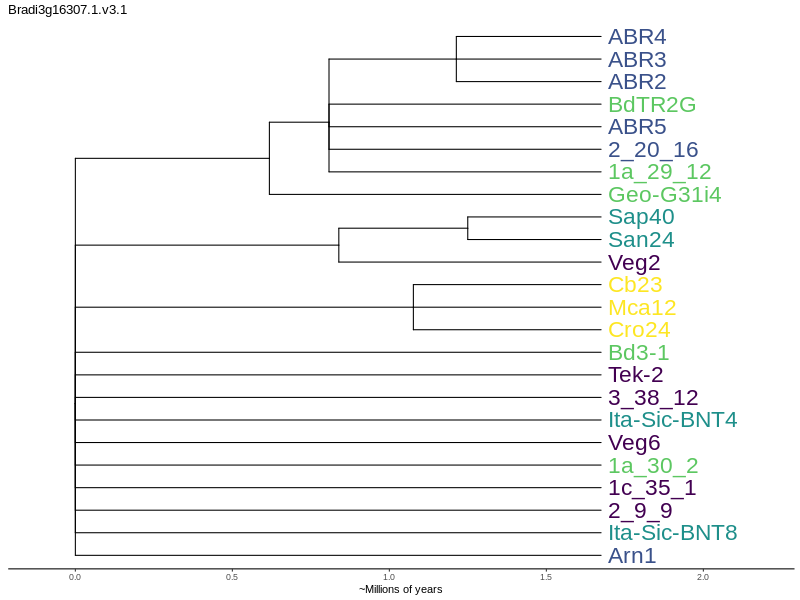 Bradi3g16307.1.v3.1
ABR4
ABR3
ABR2
BdTR2G
ABR5
2_20_16
1a_29_12
Geo-G31i4
Sap40
San24
Veg2
Cb23
Mca12
Cro24
Bd3-1
Tek-2
3_38_12
Ita-Sic-BNT4
Veg6
1a_30_2
1c_35_1
2_9_9
Ita-Sic-BNT8
Arn1
0.0 0.5 1.0 1.5 2.0
~Millions of years